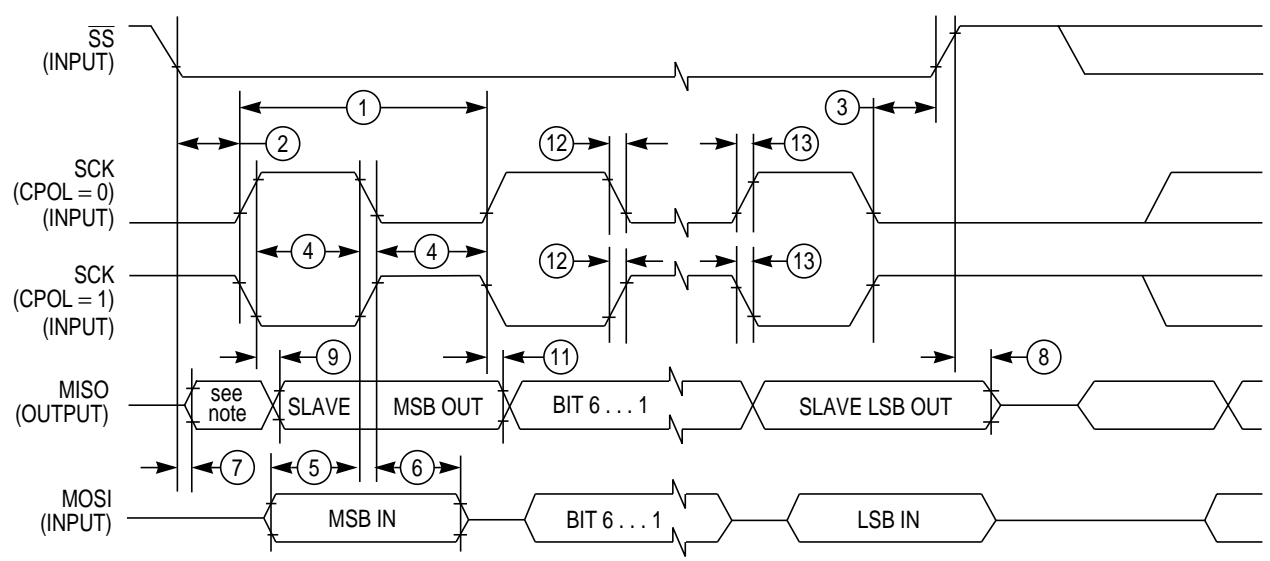 SS
(INPUT)
1
3
2
12
13
SCK
(CPOL = 0)
(INPUT)
4
4
SCK
(CPOL = 1)
(INPUT)
12
13
9
11
8
MISO
(OUTPUT)
see
note
SLAVE
MSB OUT
BIT 6 . . . 1
SLAVE LSB OUT
7
5
6
MOSI
(INPUT)
MSB IN
BIT 6 . . . 1
LSB IN